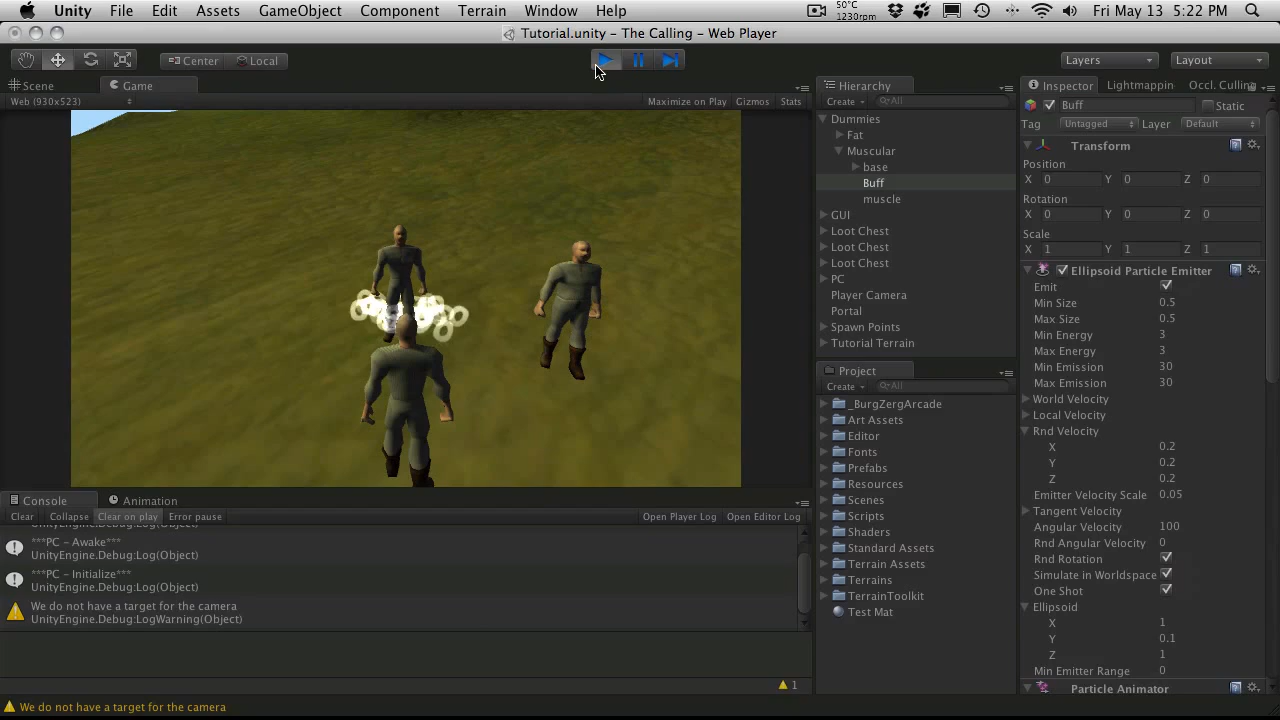 Unity File Edit Assets GameObject Component Terrain Window Help 50°C 1230rpm Fri May 13 5:22 PM
Tutorial.unity - The Calling - Web Player
Center Local Layers Layout
Scene Game
Web (930x523) Maximize on Play Gizmos Stats
Hierarchy
Create All
Dummies
Fat
Muscular
base
Buff
muscle
GUI
Loot Chest
Loot Chest
Loot Chest
PC
Player Camera
Portal
Spawn Points
Tutorial Terrain
Project
Create All
_BurgZergArcade
Art Assets
Editor
Fonts
Prefabs
Resources
Scenes
Scripts
Shaders
Standard Assets
Terrain Assets
Terrains
TerrainToolkit
Test Mat
Inspector Lightmappin Occl. Culling
Buff Static
Tag Untagged Layer Default
Transform
Position
X 0 Y 0 Z 0
Rotation
X 0 Y 0 Z 0
Scale
X 1 Y 1 Z 1
Ellipsoid Particle Emitter
Emit
Min Size 0.5
Max Size 0.5
Min Energy 3
Max Energy 3
Min Emission 30
Max Emission 30
World Velocity
Local Velocity
Rnd Velocity
X 0.2
Y 0.2
Z 0.2
Emitter Velocity Scale 0.05
Tangent Velocity
Angular Velocity 100
Rnd Angular Velocity 0
Rnd Rotation
Simulate in Worldspace
One Shot
Ellipsoid
X 1
Y 0.1
Z 1
Min Emitter Range 0
Particle Animator
Console Animation
Clear Collapse Clear on play Error pause Open Player Log Open Editor Log
UnityEngine.Debug:Log(Object)
***PC - Awake***
UnityEngine.Debug:Log(Object)
***PC - Initialize***
UnityEngine.Debug:Log(Object)
We do not have a target for the camera
UnityEngine.Debug:LogWarning(Object)
1
We do not have a target for the camera